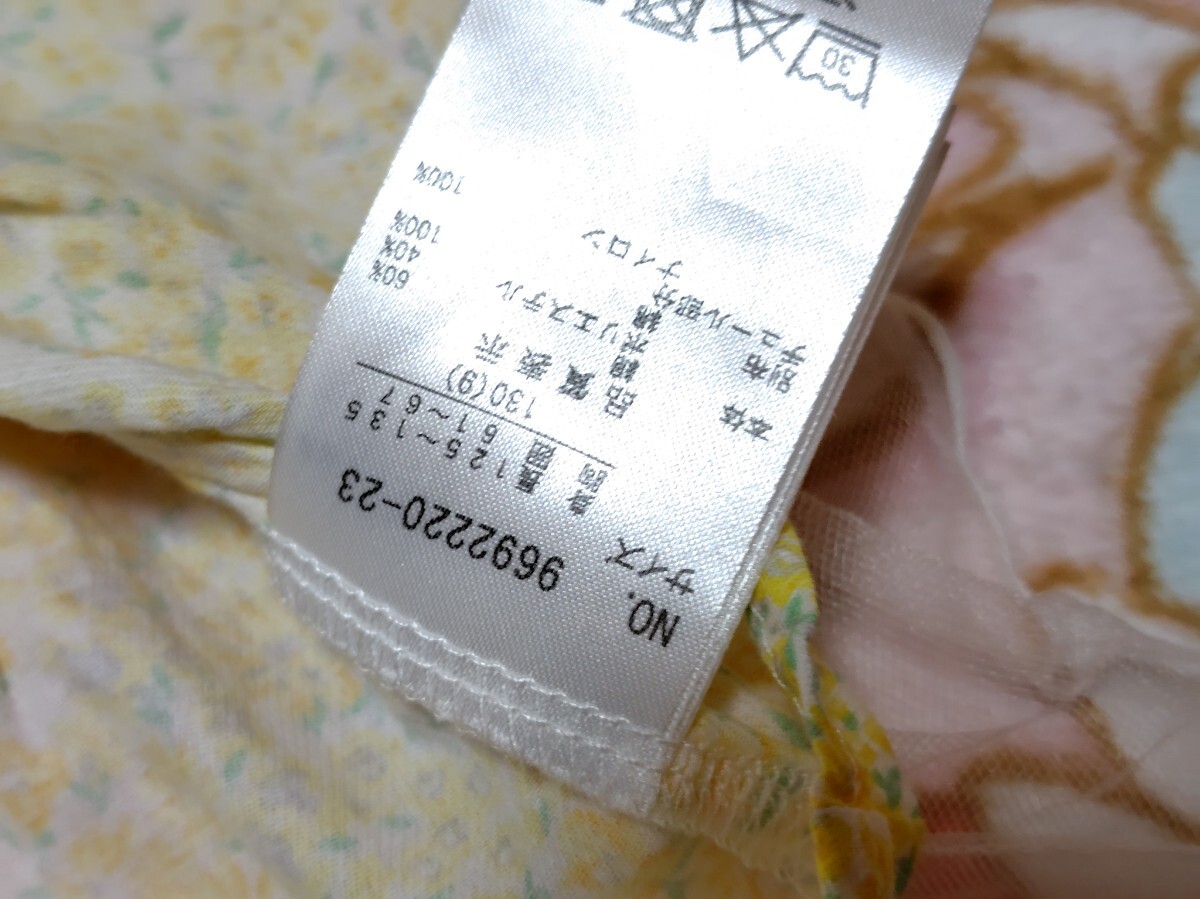 NO. 9692220-23
サイズ
身長 125~135
胸囲 61~67
130(9)
品質表示
本体 綿 60%
ポリエステル 40%
別布 綿 100%
チュール部分
ナイロン 100%
30